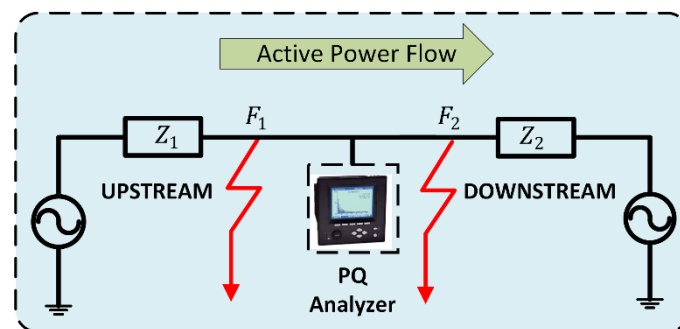 Active Power Flow
F₁ F₂
Z₁ Z₂
UPSTREAM DOWNSTREAM
PQ
Analyzer